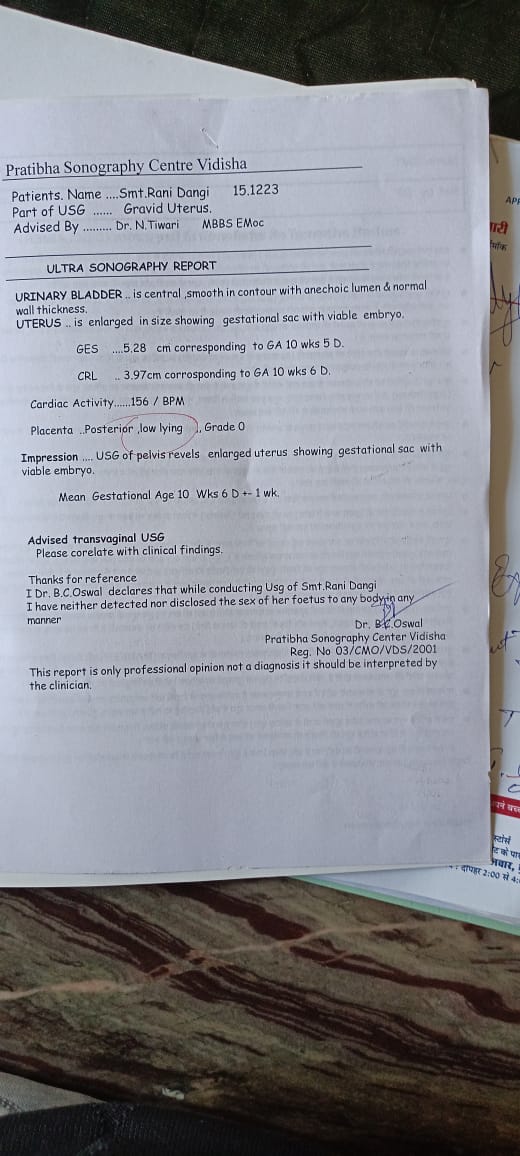 Pratibha Sonography Centre Vidisha
Patients. Name ....Smt.Rani Dangi 15.1223
Part of USG ...... Gravid Uterus.
Advised By ......... Dr. N.Tiwari MBBS EMoc
ULTRA SONOGRAPHY REPORT
URINARY BLADDER .. is central ,smooth in contour with anechoic lumen & normal
wall thickness.
UTERUS .. is enlarged in size showing gestational sac with viable embryo.
GES ....5.28 cm corresponding to GA 10 wks 5 D.
CRL .. 3.97cm corrosponding to GA 10 wks 6 D.
Cardiac Activity......156 / BPM
Placenta ..Posterior ,low lying ,. Grade 0
Impression .... USG of pelvis revels enlarged uterus showing gestational sac with
viable embryo.
Mean Gestational Age 10 Wks 6 D +- 1 wk.
Advised transvaginal USG
Please corelate with clinical findings.
Thanks for reference
I Dr. B.C.Oswal declares that while conducting Usg of Smt.Rani Dangi
I have neither detected nor disclosed the sex of her foetus to any body in any
manner
Dr. B.C.Oswal
Pratibha Sonography Center Vidisha
Reg. No 03/CMO/VDS/2001
This report is only professional opinion not a diagnosis it should be interpreted by
the clinician.
दोपहर 2:00 से 4: